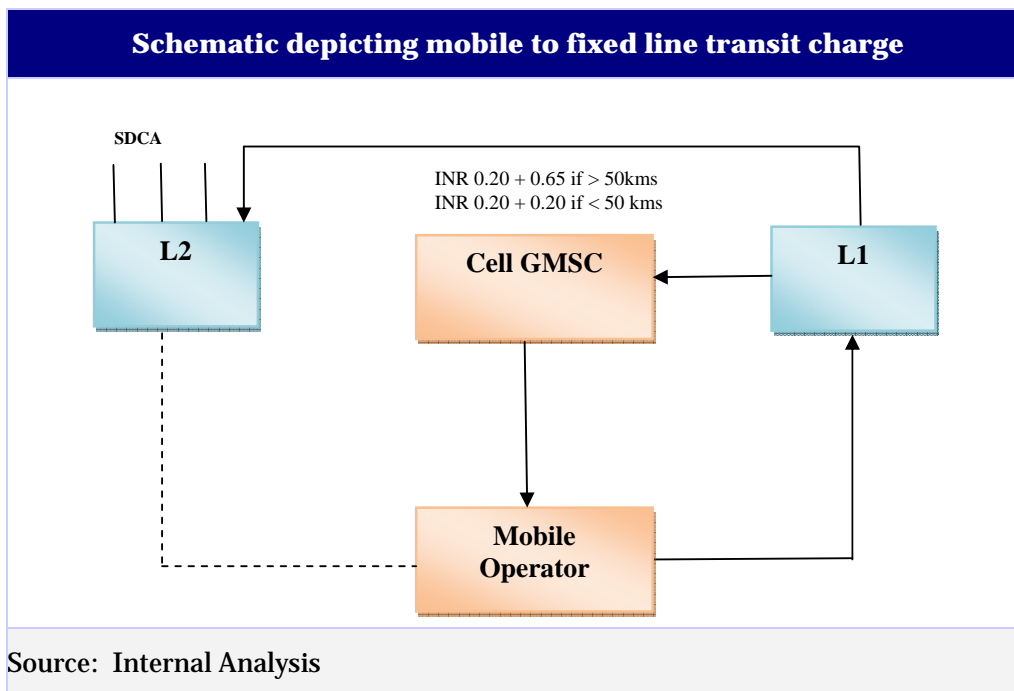 Schematic depicting mobile to fixed line transit charge
SDCA
INR 0.20 + 0.65 if > 50kms
INR 0.20 + 0.20 if < 50 kms
L2
Cell GMSC
L1
Mobile
Operator
Source: Internal Analysis